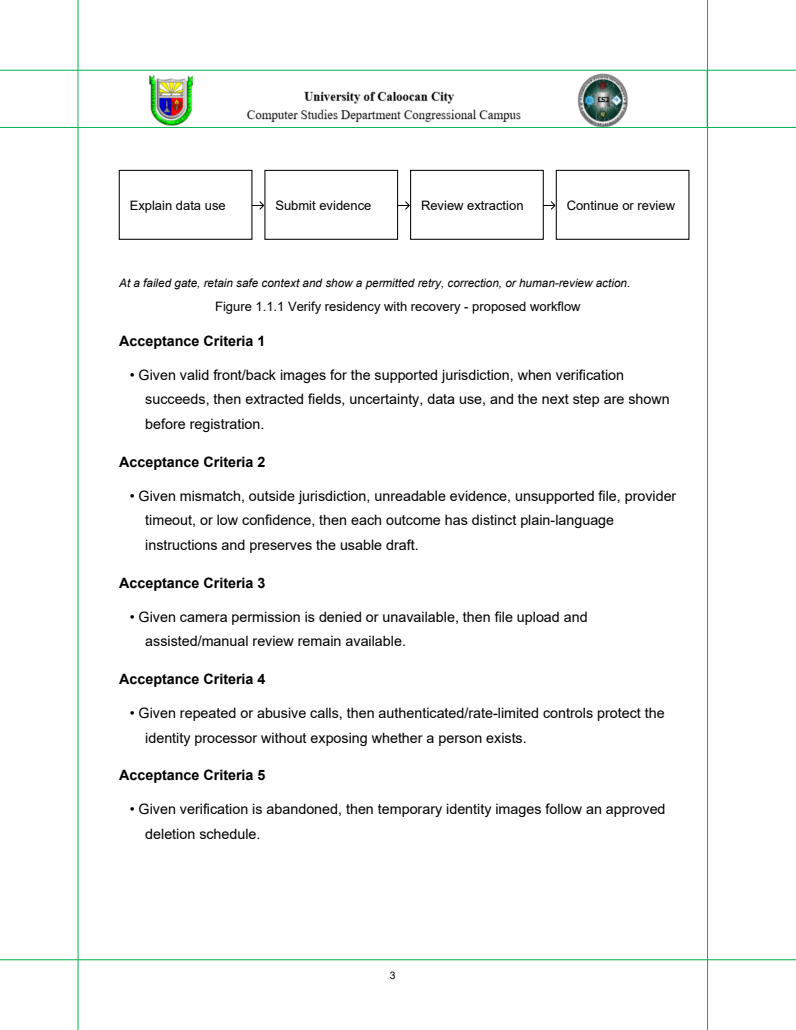 University of Caloocan City
Computer Studies Department Congressional Campus
Explain data use
Submit evidence
Review extraction
Continue or review
At a failed gate, retain safe context and show a permitted retry, correction, or human-review action.
Figure 1.1.1 Verify residency with recovery - proposed workflow
Acceptance Criteria 1
• Given valid front/back images for the supported jurisdiction, when verification
succeeds, then extracted fields, uncertainty, data use, and the next step are shown
before registration.
Acceptance Criteria 2
• Given mismatch, outside jurisdiction, unreadable evidence, unsupported file, provider
timeout, or low confidence, then each outcome has distinct plain-language
instructions and preserves the usable draft.
Acceptance Criteria 3
• Given camera permission is denied or unavailable, then file upload and
assisted/manual review remain available.
Acceptance Criteria 4
• Given repeated or abusive calls, then authenticated/rate-limited controls protect the
identity processor without exposing whether a person exists.
Acceptance Criteria 5
• Given verification is abandoned, then temporary identity images follow an approved
deletion schedule.
3